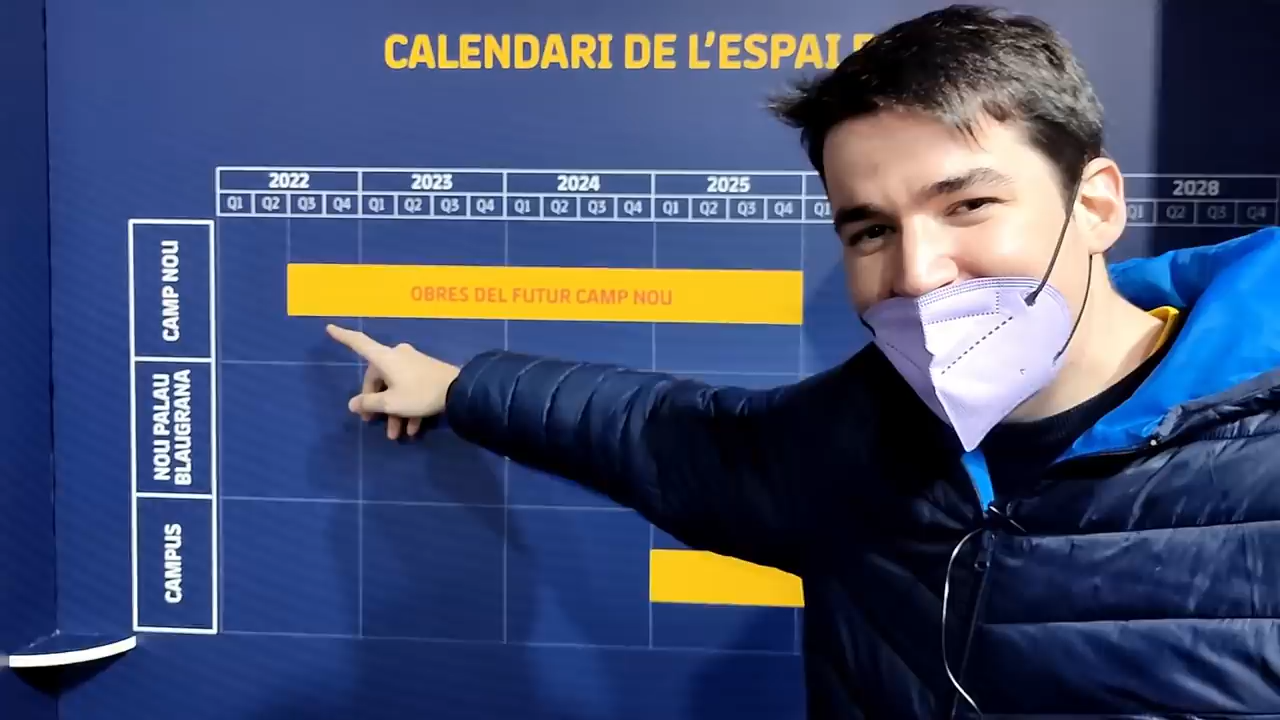 CALENDARI DE L'ESPAI
2022 2023 2024 2025 2028
Q1 Q2 Q3 Q4 Q1 Q2 Q3 Q4 Q1 Q2 Q3 Q4 Q1 Q2 Q3 Q4 Q1 Q1 Q2 Q3 Q4
CAMP NOU
OBRES DEL FUTUR CAMP NOU
NOU PALAU
BLAUGRANA
CAMPUS